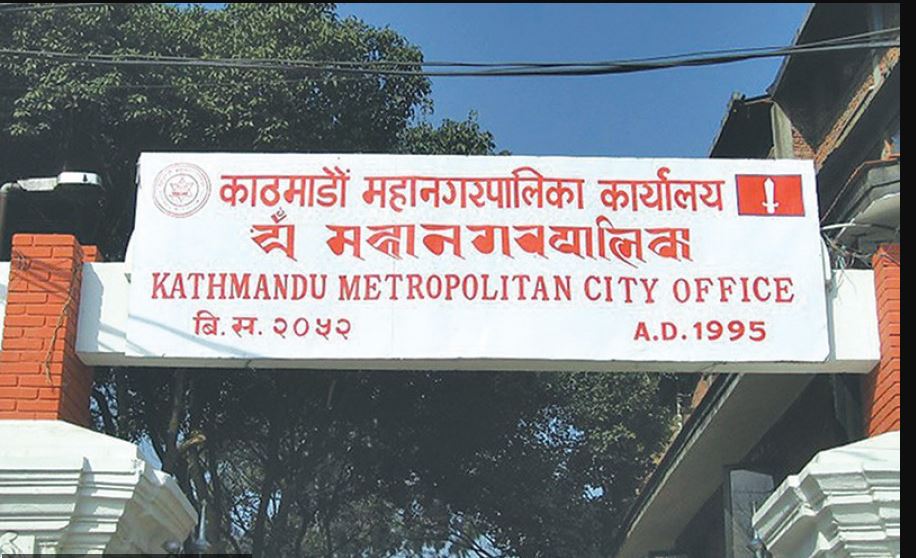 काठमाडौं महानगरपालिका कार्यालय
KATHMANDU METROPOLITAN CITY OFFICE
बि.स. २०५२
A.D. 1995